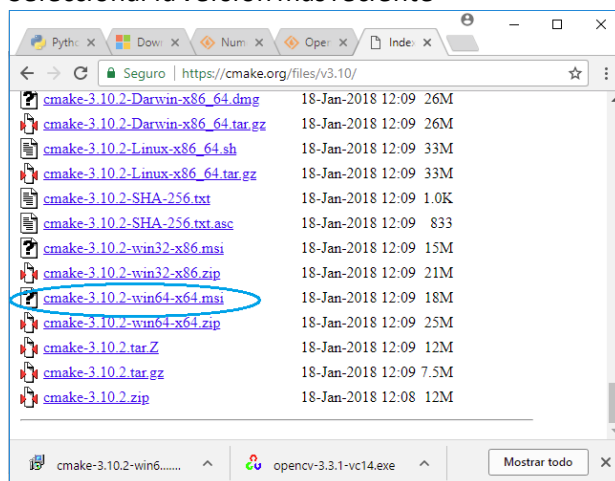 Seleccionar la versión más reciente
Pytho Down Num Open Index
Seguro | https://cmake.org/files/v3.10/
cmake-3.10.2-Darwin-x86_64.dmg 18-Jan-2018 12:09 26M
cmake-3.10.2-Darwin-x86_64.tar.gz 18-Jan-2018 12:09 26M
cmake-3.10.2-Linux-x86_64.sh 18-Jan-2018 12:09 33M
cmake-3.10.2-Linux-x86_64.tar.gz 18-Jan-2018 12:09 33M
cmake-3.10.2-SHA-256.txt 18-Jan-2018 12:09 1.0K
cmake-3.10.2-SHA-256.txt.asc 18-Jan-2018 12:09 833
cmake-3.10.2-win32-x86.msi 18-Jan-2018 12:09 15M
cmake-3.10.2-win32-x86.zip 18-Jan-2018 12:09 21M
cmake-3.10.2-win64-x64.msi 18-Jan-2018 12:09 18M
cmake-3.10.2-win64-x64.zip 18-Jan-2018 12:09 25M
cmake-3.10.2.tar.Z 18-Jan-2018 12:09 12M
cmake-3.10.2.tar.gz 18-Jan-2018 12:09 7.5M
cmake-3.10.2.zip 18-Jan-2018 12:08 12M
cmake-3.10.2-win6....... opencv-3.3.1-vc14.exe Mostrar todo